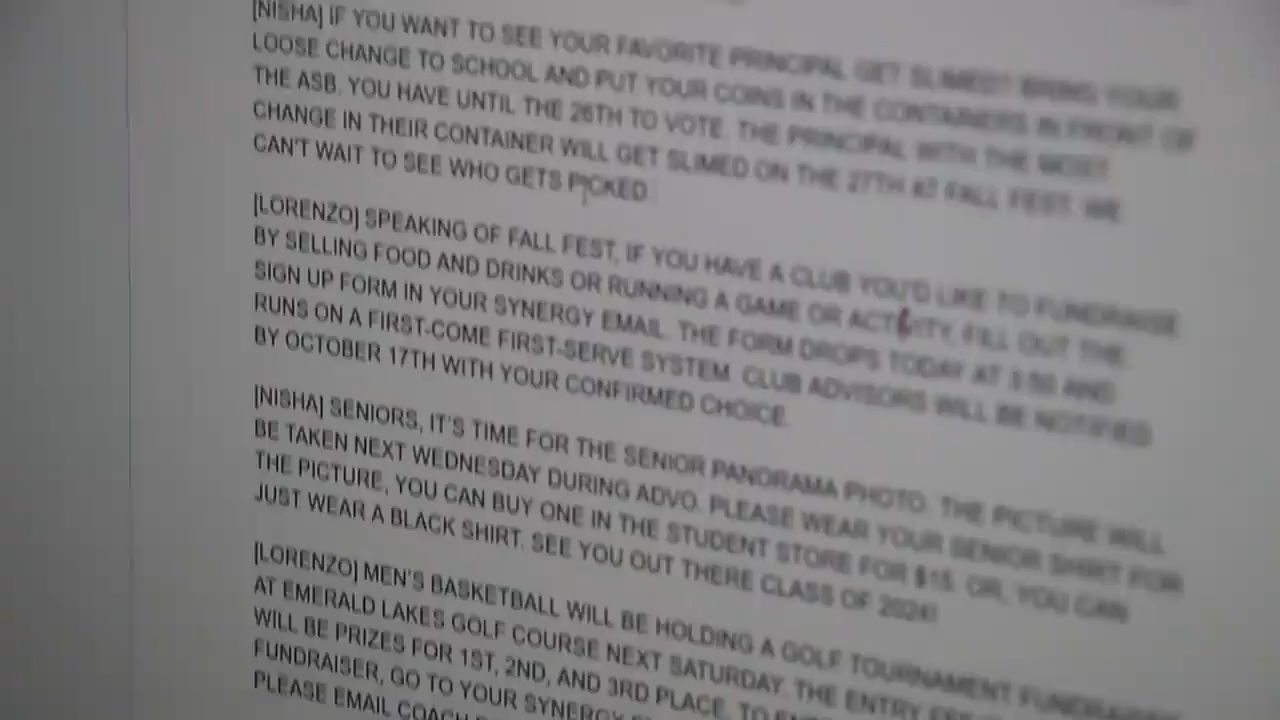 [NISHA] IF YOU WANT TO SEE YOUR FAVORITE PRINCIPAL GET SLIMED? BRING YOUR
LOOSE CHANGE TO SCHOOL AND PUT YOUR COINS IN THE CONTAINERS IN FRONT OF
THE ASB. YOU HAVE UNTIL THE 26TH TO VOTE. THE PRINCIPAL WITH THE MOST
CHANGE IN THEIR CONTAINER WILL GET SLIMED ON THE 27TH AT FALL FEST. WE
CAN'T WAIT TO SEE WHO GETS PICKED.
[LORENZO] SPEAKING OF FALL FEST, IF YOU HAVE A CLUB YOU'D LIKE TO FUNDRAISE
BY SELLING FOOD AND DRINKS OR RUNNING A GAME OR ACTIVITY, FILL OUT THE
SIGN UP FORM IN YOUR SYNERGY EMAIL. THE FORM DROPS TODAY AT 3:50 AND
RUNS ON A FIRST-COME FIRST-SERVE SYSTEM. CLUB ADVISORS WILL BE NOTIFIED
BY OCTOBER 17TH WITH YOUR CONFIRMED CHOICE.
[NISHA] SENIORS, IT'S TIME FOR THE SENIOR PANORAMA PHOTO. THE PICTURE WILL
BE TAKEN NEXT WEDNESDAY DURING ADVO. PLEASE WEAR YOUR SENIOR SHIRT FOR
THE PICTURE, YOU CAN BUY ONE IN THE STUDENT STORE FOR $15. OR, YOU CAN
JUST WEAR A BLACK SHIRT. SEE YOU OUT THERE CLASS OF 2024!
[LORENZO] MEN'S BASKETBALL WILL BE HOLDING A GOLF TOURNAMENT FUNDRAISER
AT EMERALD LAKES GOLF COURSE NEXT SATURDAY. THE ENTRY
WILL BE PRIZES FOR 1ST, 2ND, AND 3RD PLACE. TO
FUNDRAISER, GO TO YOUR SYNERGY
PLEASE EMAIL COACH